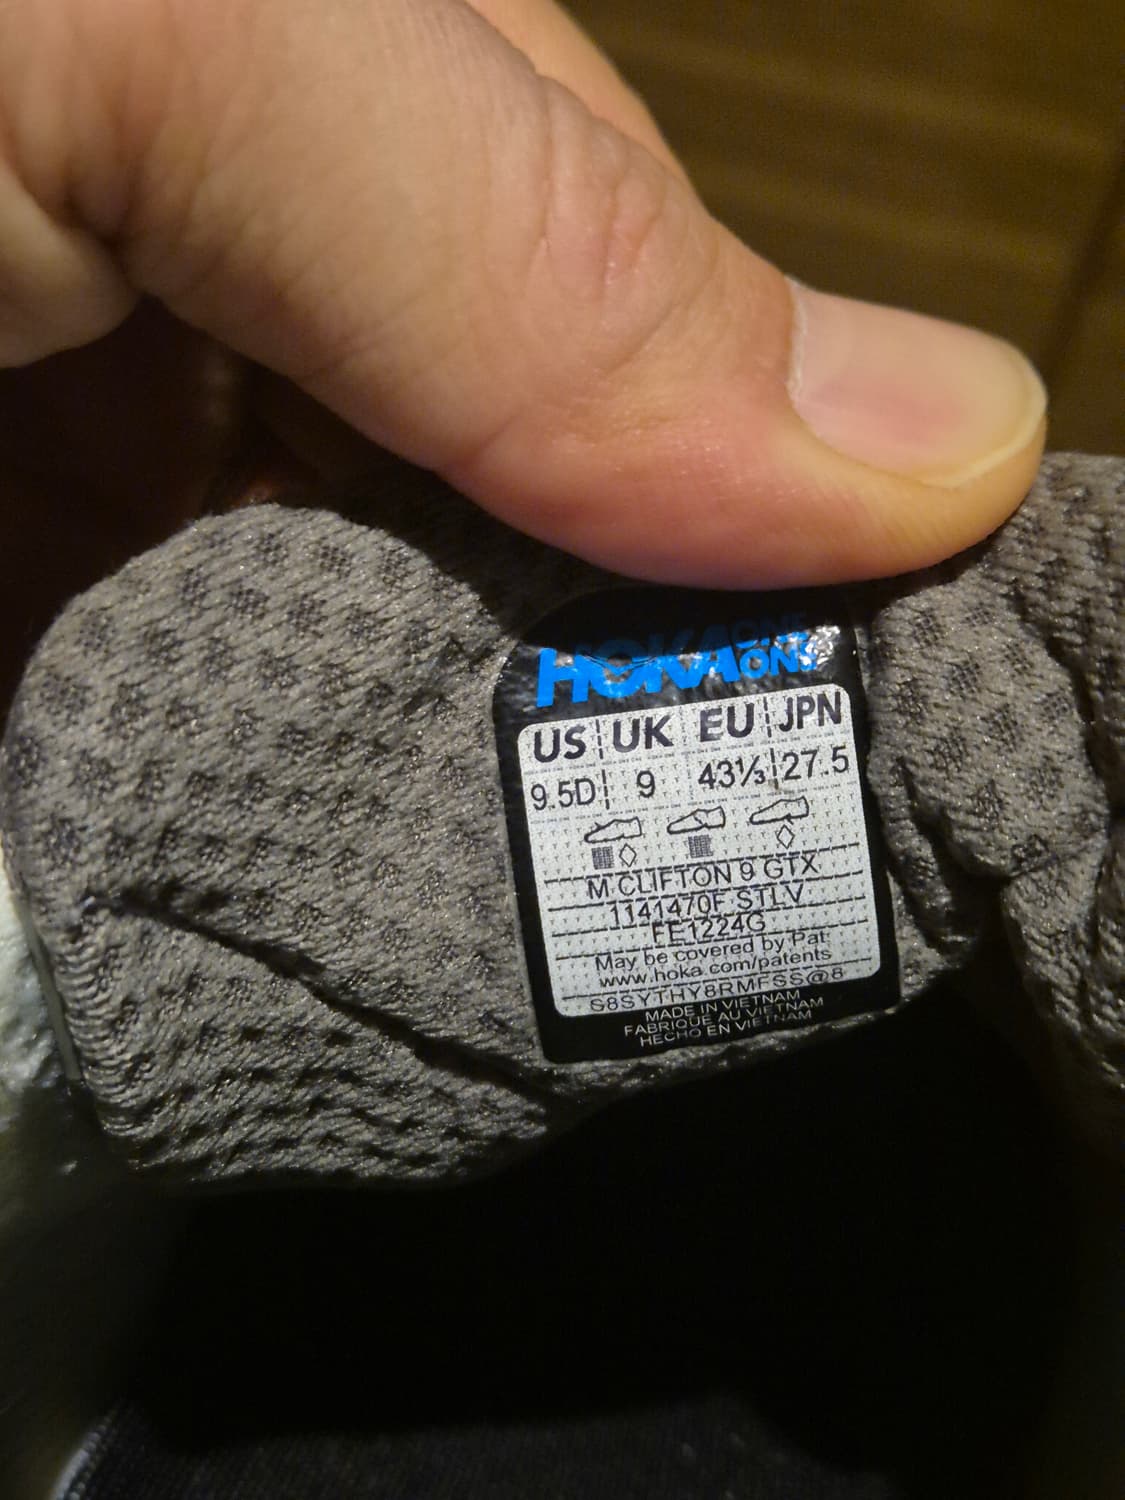 HOKA ONE ONE
US UK EU JPN
9.5D 9 43⅓ 27.5
M CLIFTON 9 GTX
1141470F STLV
FE1224G
May be covered by Pat:
www.hoka.com/patents
S8SYTHY8RMFSS@8
MADE IN VIETNAM
FABRIQUE AU VIETNAM
HECHO EN VIETNAM